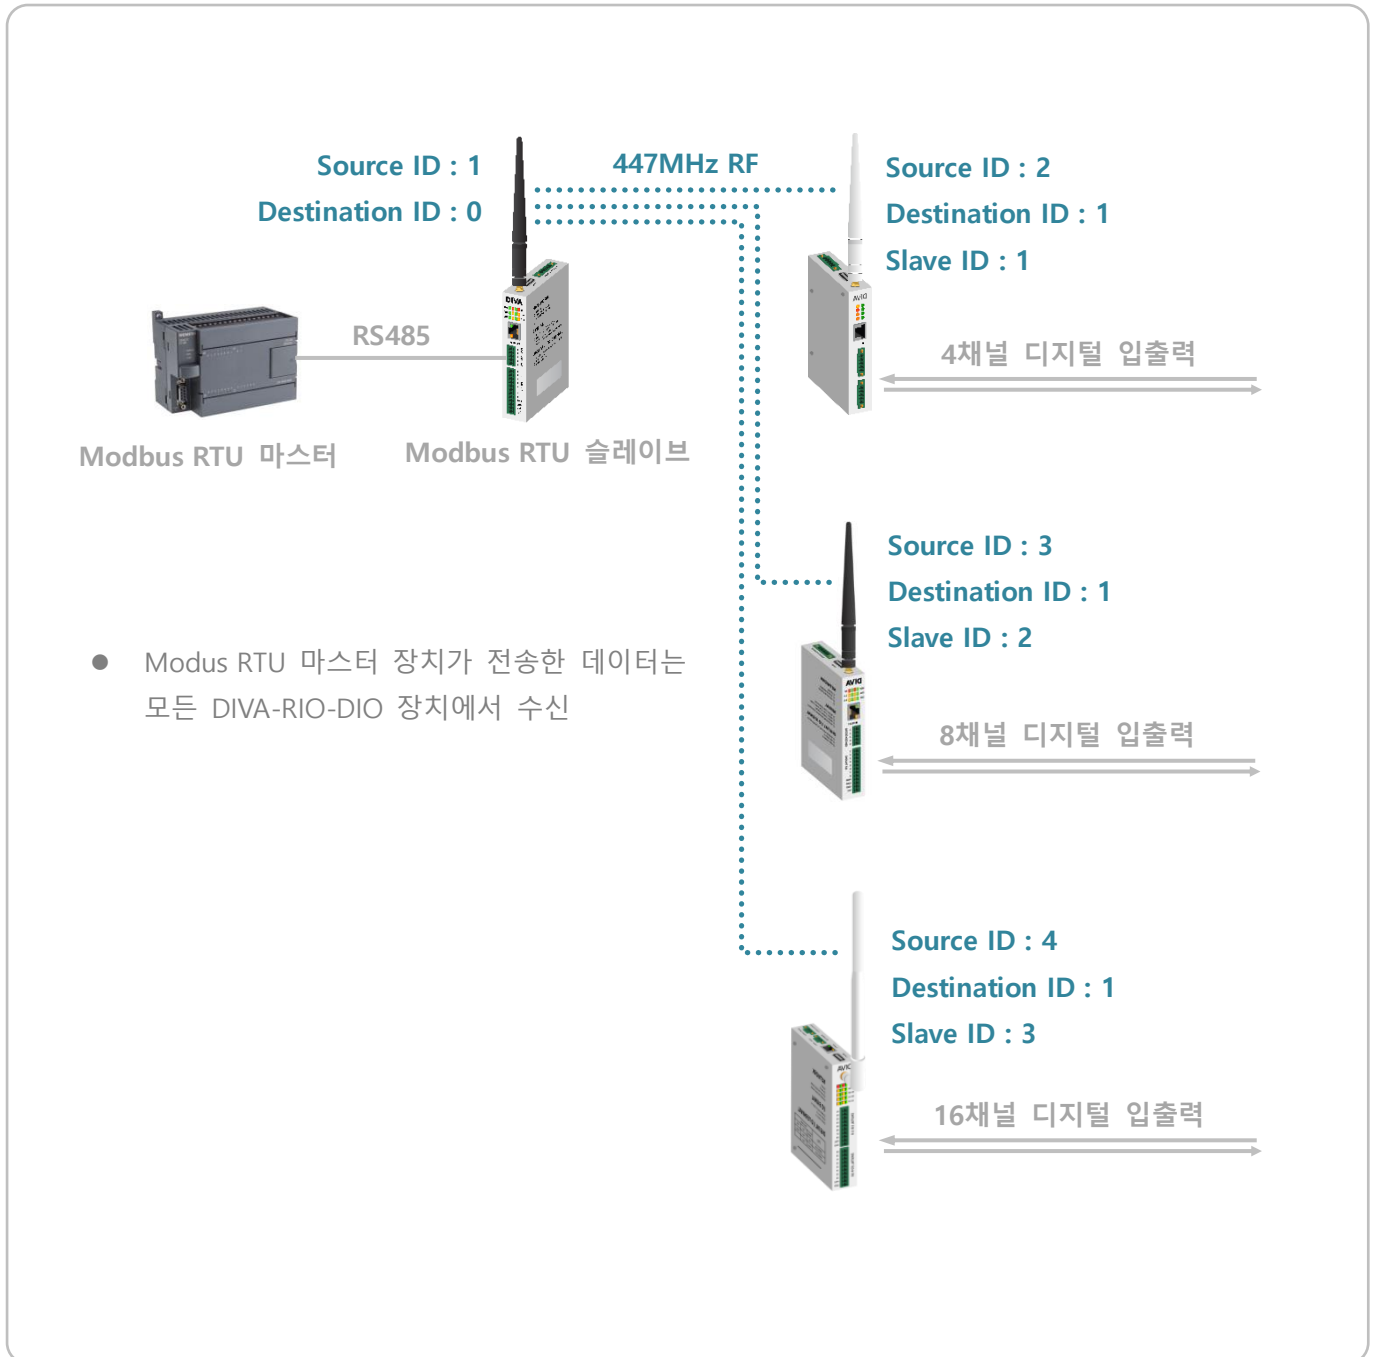 Source ID : 1
Destination ID : 0
447MHz RF
Source ID : 2
Destination ID : 1
Slave ID : 1
DIVA
RS485
4채널 디지털 입출력
Modbus RTU 마스터
Modbus RTU 슬레이브
Source ID : 3
Destination ID : 1
Slave ID : 2
● Modus RTU 마스터 장치가 전송한 데이터는
모든 DIVA-RIO-DIO 장치에서 수신
8채널 디지털 입출력
Source ID : 4
Destination ID : 1
Slave ID : 3
16채널 디지털 입출력